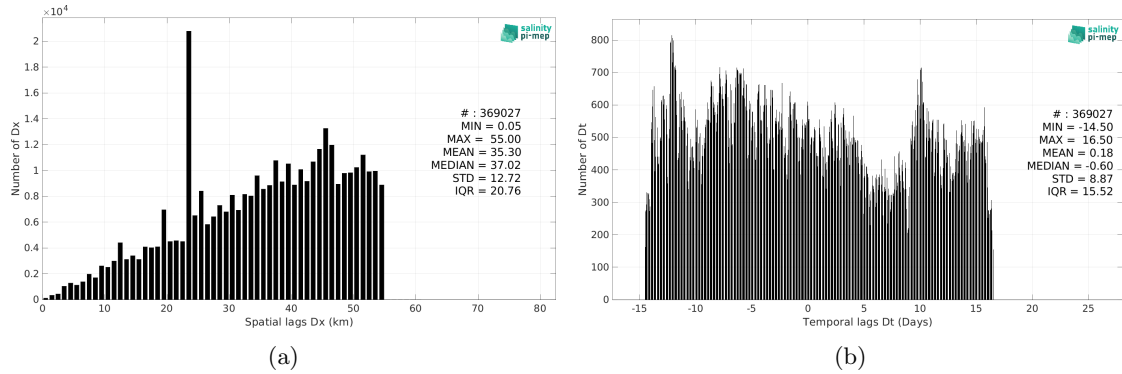 ×10⁴
2
1.8
1.6
1.4
1.2
1
0.8
0.6
0.4
0.2
0
Number of Dx
salinity
pi-mep
# : 369027
MIN = 0.05
MAX = 55.00
MEAN = 35.30
MEDIAN = 37.02
STD = 12.72
IQR = 20.76
0 10 20 30 40 50 60 70 80
Spatial lags Dx (km)
(a)
800
700
600
500
400
300
200
100
0
Number of Dt
salinity
pi-mep
# : 369027
MIN = -14.50
MAX = 16.50
MEAN = 0.18
MEDIAN = -0.60
STD = 8.87
IQR = 15.52
-15 -10 -5 0 5 10 15 20 25
Temporal lags Dt (Days)
(b)